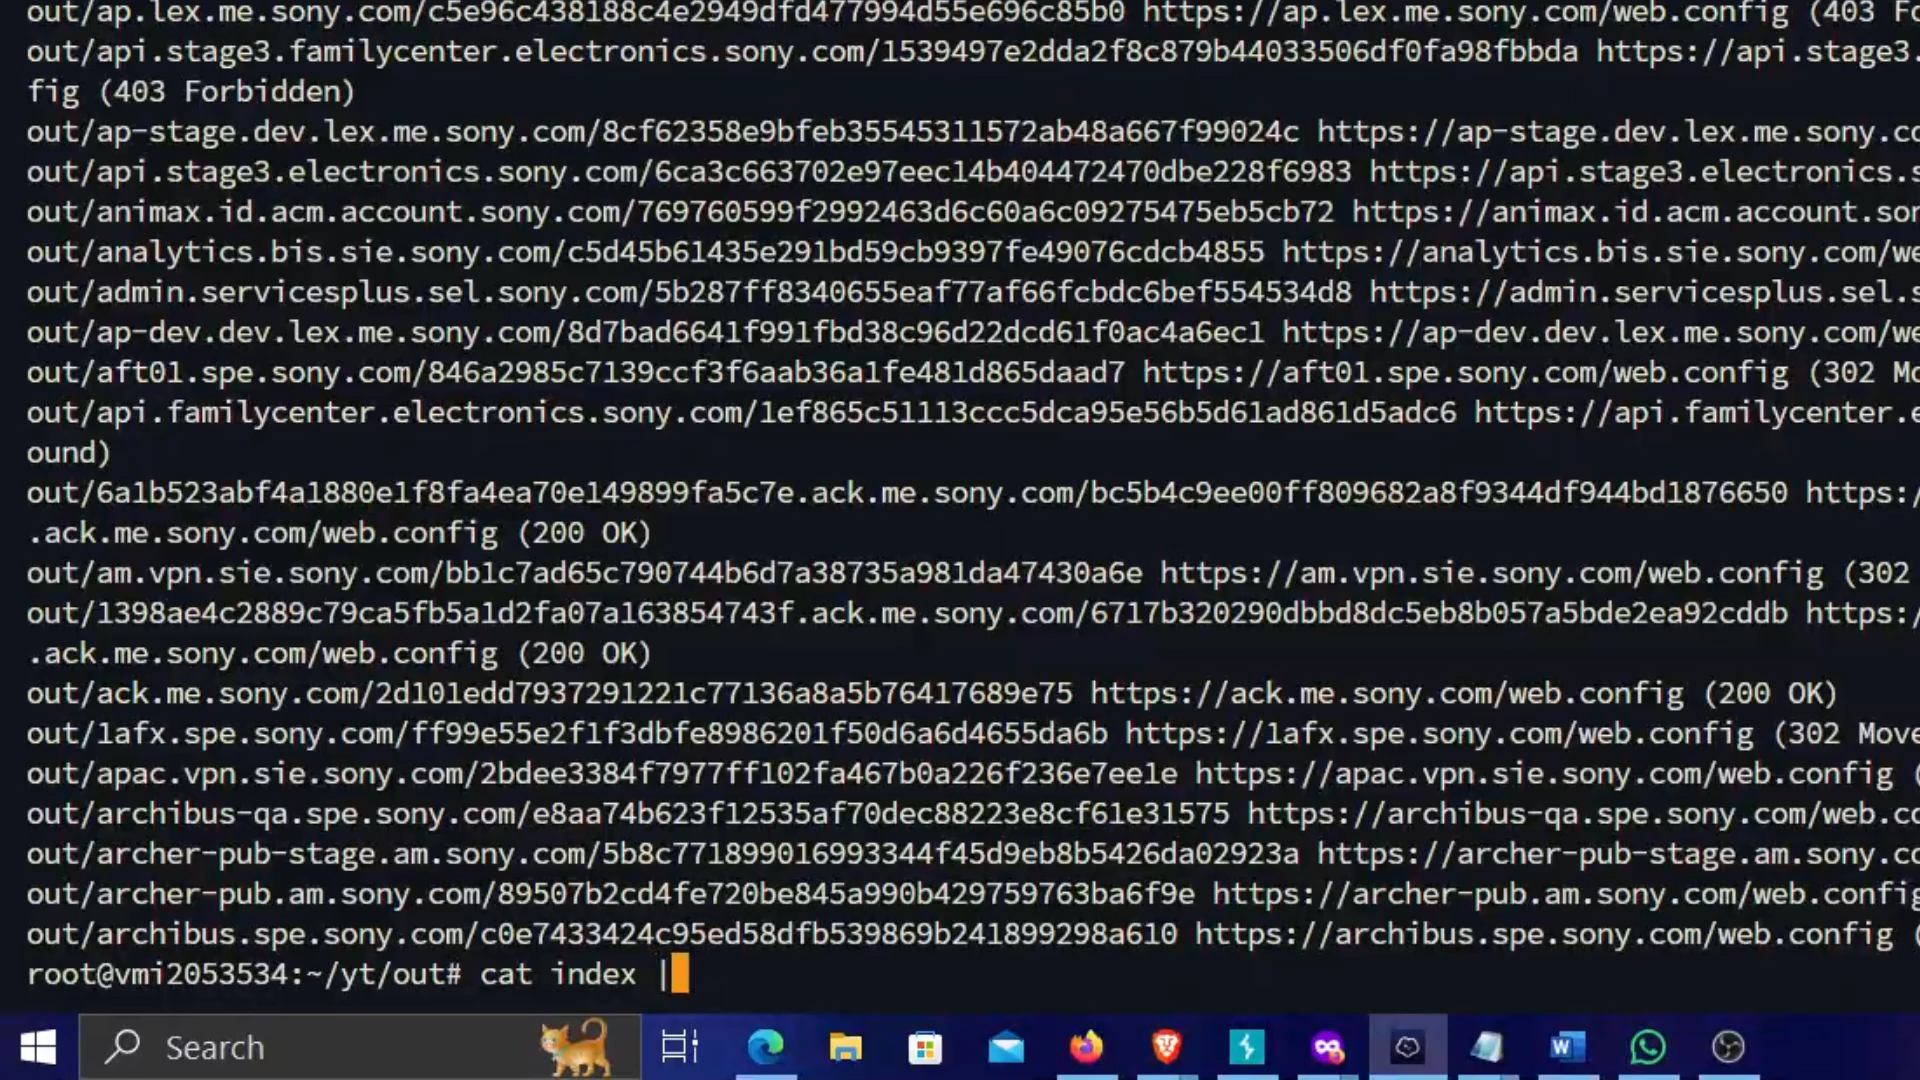 out/ap.lex.me.sony.com/c5e96c438188c4e2949dfd477994d55e696c85b0 https://ap.lex.me.sony.com/web.config (403 Fo
out/api.stage3.familycenter.electronics.sony.com/1539497e2dda2f8c879b44033506df0fa98fbbda https://api.stage3.
fig (403 Forbidden)
out/ap-stage.dev.lex.me.sony.com/8cf62358e9bfeb35545311572ab48a667f99024c https://ap-stage.dev.lex.me.sony.co
out/api.stage3.electronics.sony.com/6ca3c663702e97eec14b404472470dbe228f6983 https://api.stage3.electronics.s
out/animax.id.acm.account.sony.com/769760599f2992463d6c60a6c09275475eb5cb72 https://animax.id.acm.account.son
out/analytics.bis.sie.sony.com/c5d45b61435e291bd59cb9397fe49076cdcb4855 https://analytics.bis.sie.sony.com/we
out/admin.servicesplus.sel.sony.com/5b287ff8340655eaf77af66fcbdc6bef554534d8 https://admin.servicesplus.sel.s
out/ap-dev.dev.lex.me.sony.com/8d7bad6641f991fbd38c96d22dcd61f0ac4a6ec1 https://ap-dev.dev.lex.me.sony.com/we
out/aft01.spe.sony.com/846a2985c7139ccf3f6aab36a1fe481d865daad7 https://aft01.spe.sony.com/web.config (302 Mo
out/api.familycenter.electronics.sony.com/1ef865c51113ccc5dca95e56b5d61ad861d5adc6 https://api.familycenter.e
ound)
out/6a1b523abf4a1880e1f8fa4ea70e149899fa5c7e.ack.me.sony.com/bc5b4c9ee00ff809682a8f9344df944bd1876650 https:/
.ack.me.sony.com/web.config (200 OK)
out/am.vpn.sie.sony.com/bb1c7ad65c790744b6d7a38735a981da47430a6e https://am.vpn.sie.sony.com/web.config (302
out/1398ae4c2889c79ca5fb5a1d2fa07a163854743f.ack.me.sony.com/6717b320290dbbd8dc5eb8b057a5bde2ea92cddb https:/
.ack.me.sony.com/web.config (200 OK)
out/ack.me.sony.com/2d101edd7937291221c77136a8a5b76417689e75 https://ack.me.sony.com/web.config (200 OK)
out/1afx.spe.sony.com/ff99e55e2f1f3dbfe8986201f50d6a6d4655da6b https://1afx.spe.sony.com/web.config (302 Move
out/apac.vpn.sie.sony.com/2bdee3384f7977ff102fa467b0a226f236e7ee1e https://apac.vpn.sie.sony.com/web.config (
out/archibus-qa.spe.sony.com/e8aa74b623f12535af70dec88223e8cf61e31575 https://archibus-qa.spe.sony.com/web.co
out/archer-pub-stage.am.sony.com/5b8c771899016993344f45d9eb8b5426da02923a https://archer-pub-stage.am.sony.co
out/archer-pub.am.sony.com/89507b2cd4fe720be845a990b429759763ba6f9e https://archer-pub.am.sony.com/web.config
out/archibus.spe.sony.com/c0e7433424c95ed58dfb539869b241899298a610 https://archibus.spe.sony.com/web.config (
root@vmi2053534:~/yt/out# cat index |
Search